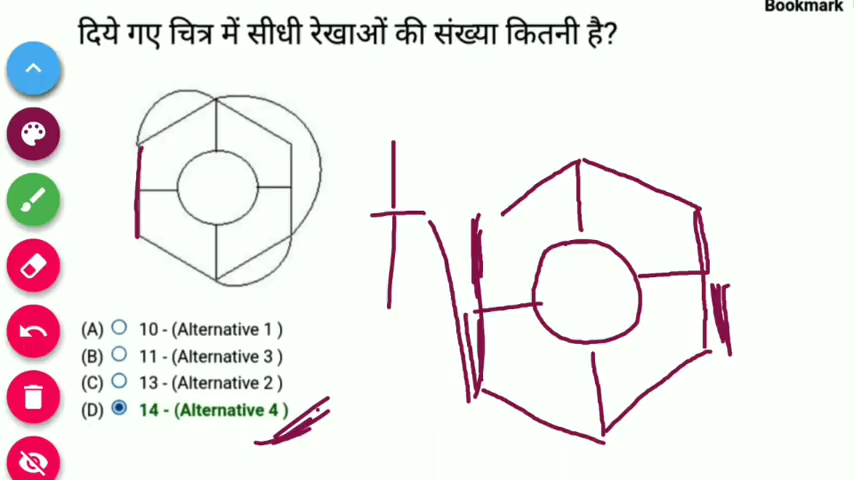 Bookmark
दिये गए चित्र में सीधी रेखाओं की संख्या कितनी है?
(A) 10 - (Alternative 1 )
(B) 11 - (Alternative 3 )
(C) 13 - (Alternative 2 )
(D) 14 - (Alternative 4 )